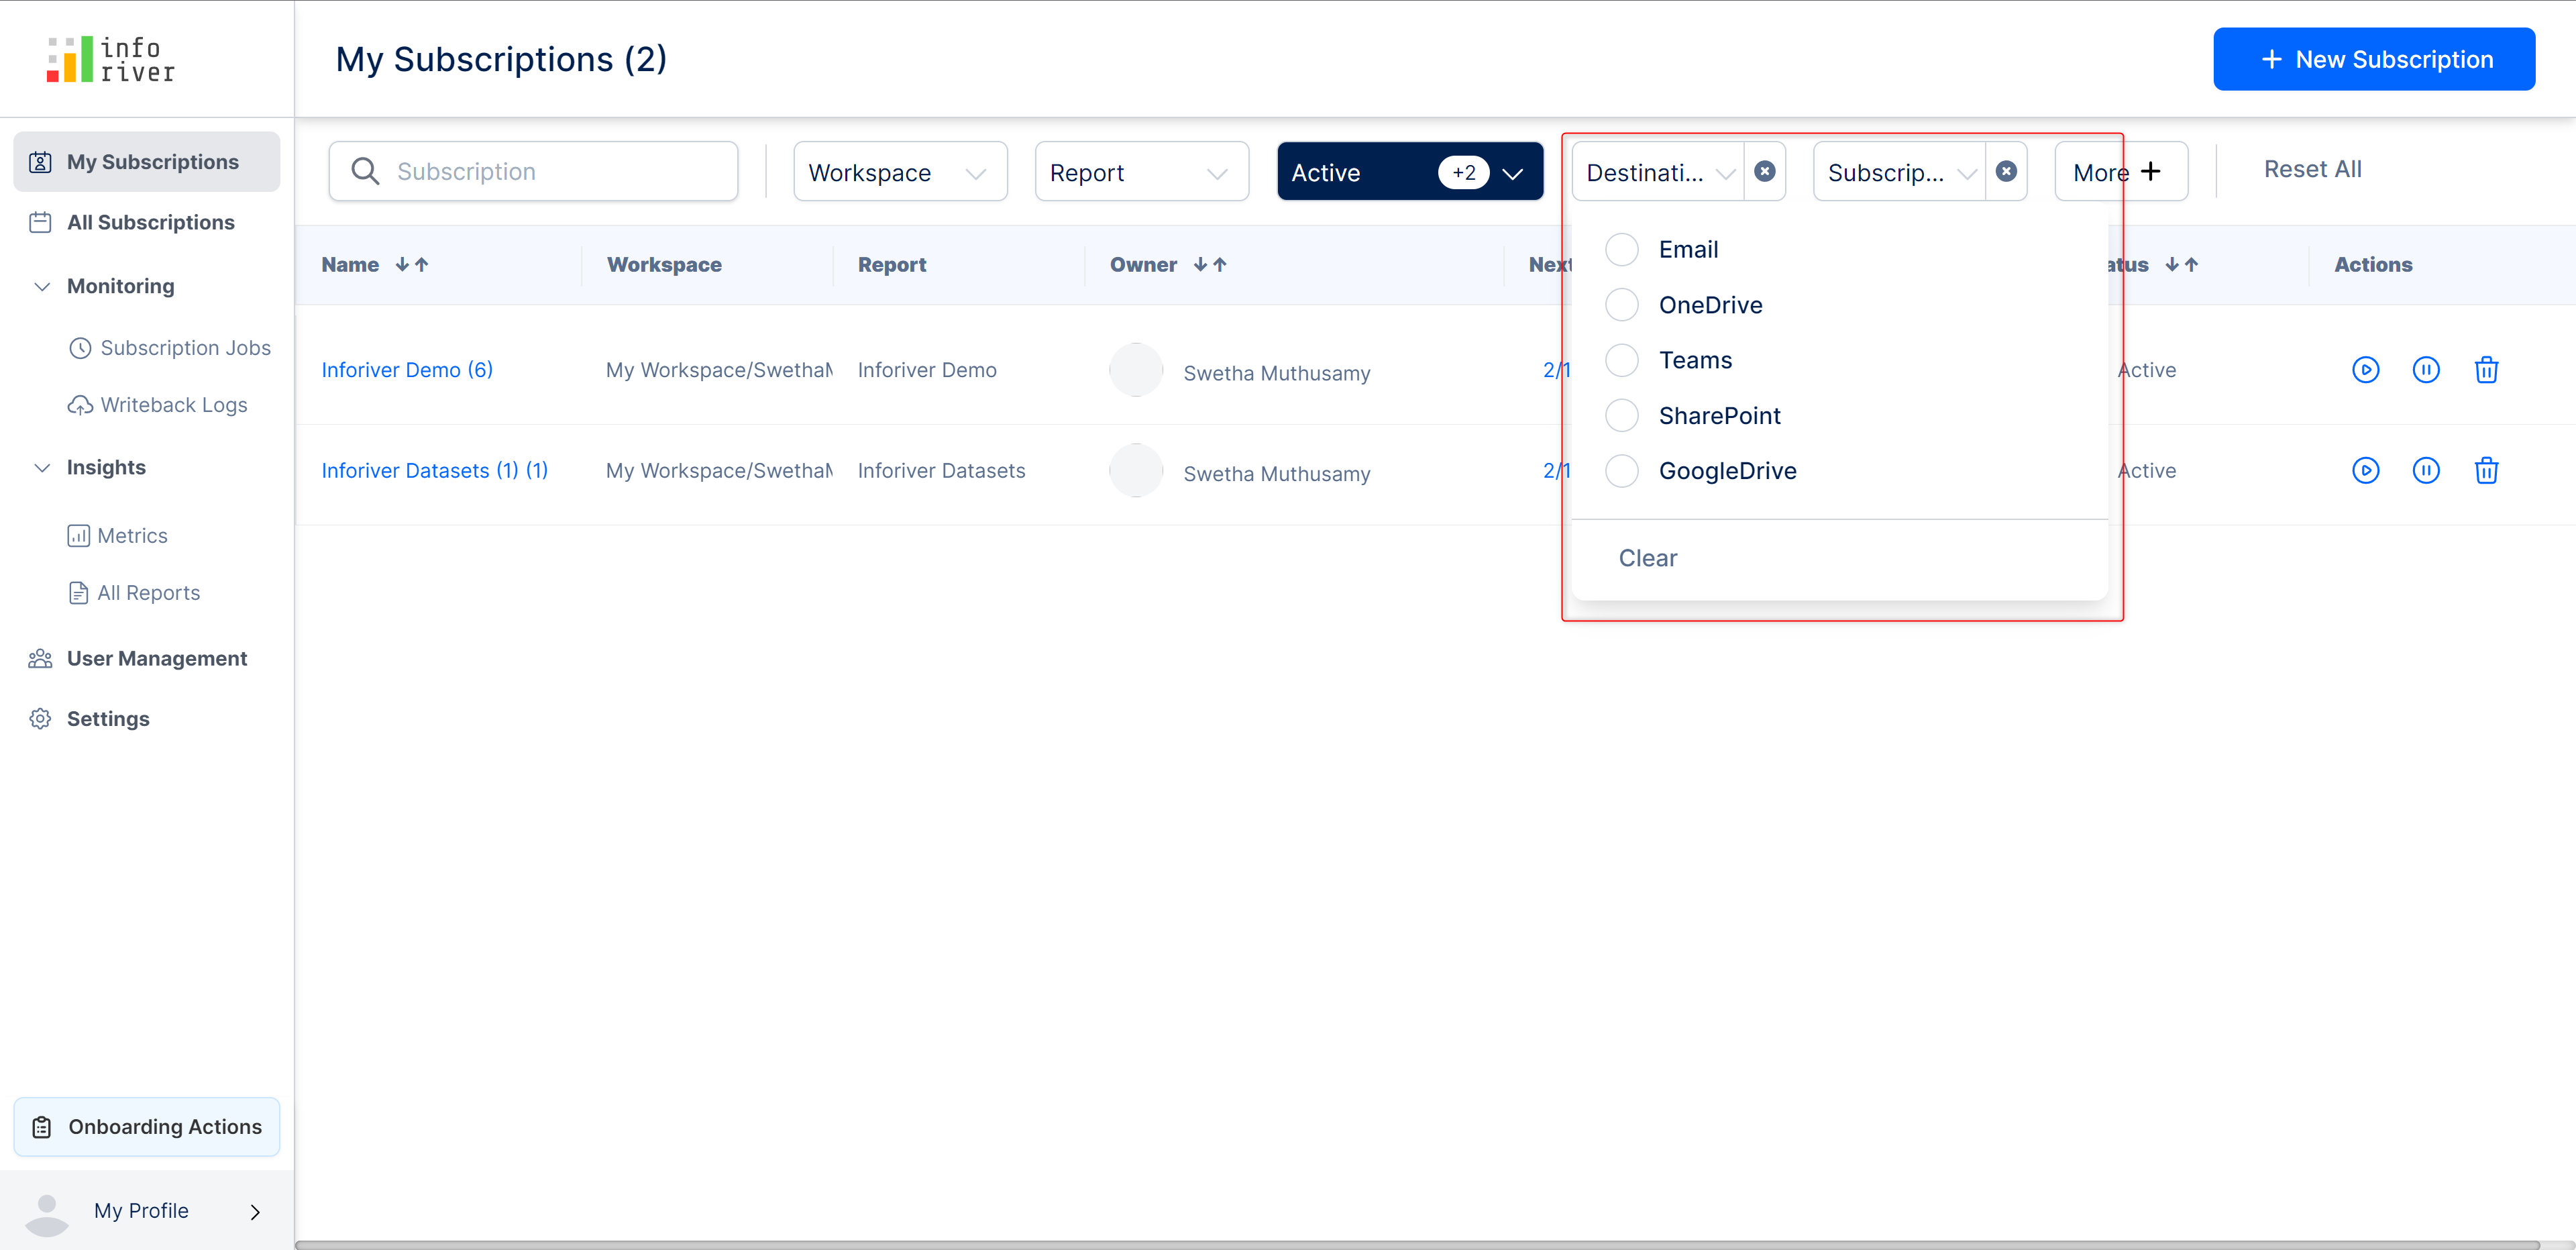 info
river
My Subscriptions (2)
+ New Subscription
My Subscriptions
All Subscriptions
Monitoring
Subscription Jobs
Writeback Logs
Insights
Metrics
All Reports
User Management
Settings
Onboarding Actions
My Profile
Subscription
Workspace
Report
Active +2
Destinati...
Subscrip...
More +
Reset All
Name Workspace Report Owner Next atus Actions
Inforiver Demo (6) My Workspace/SwethaM Inforiver Demo Swetha Muthusamy 2/1 Active
Inforiver Datasets (1) (1) My Workspace/SwethaM Inforiver Datasets Swetha Muthusamy 2/1 Active
Email
OneDrive
Teams
SharePoint
GoogleDrive
Clear